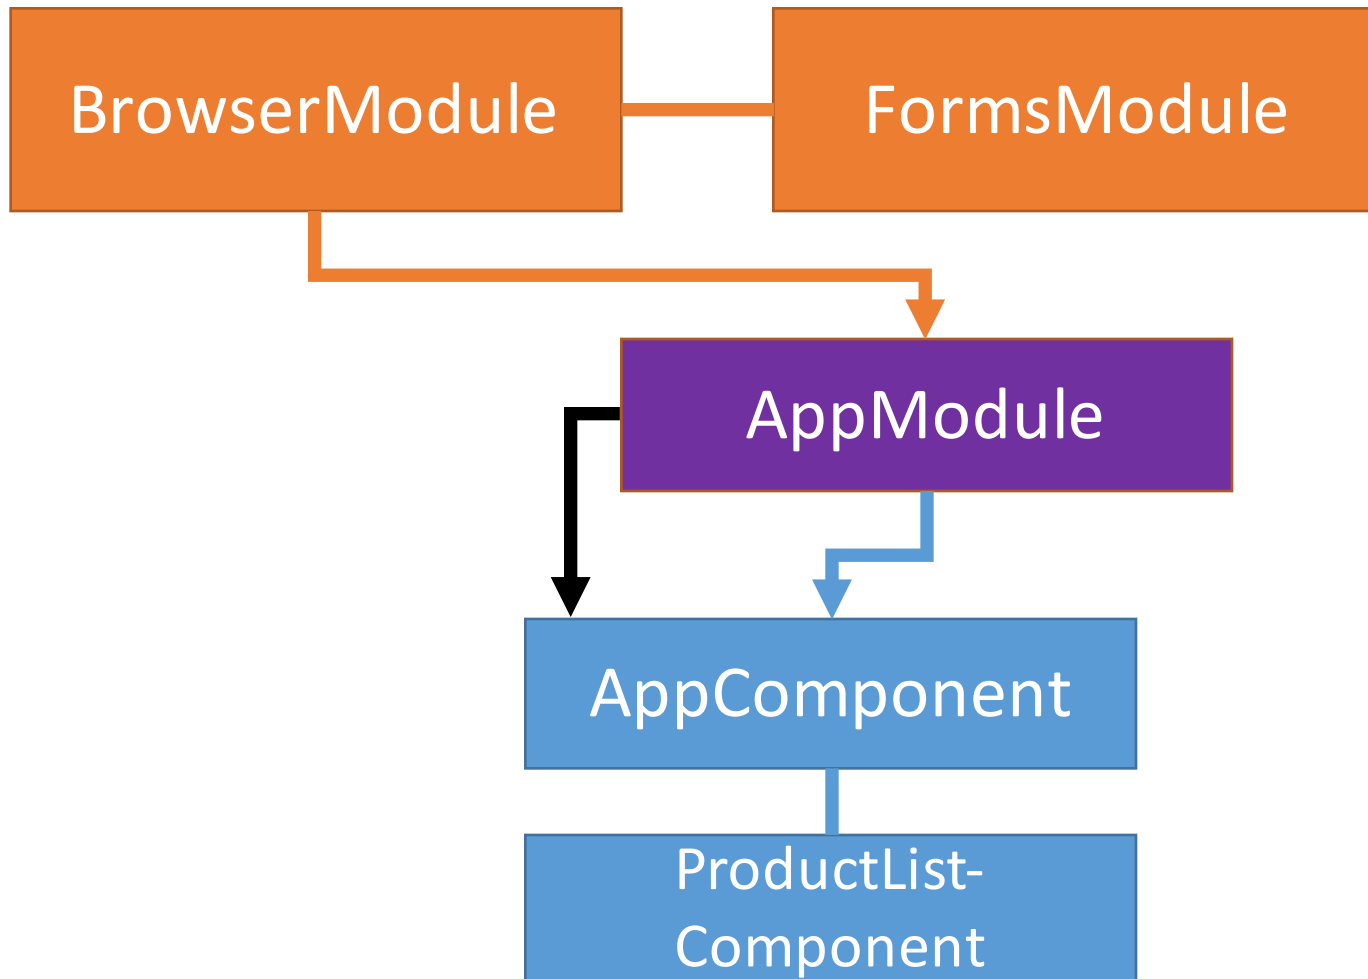 BrowserModule
FormsModule
AppModule
AppComponent
ProductList-
Component